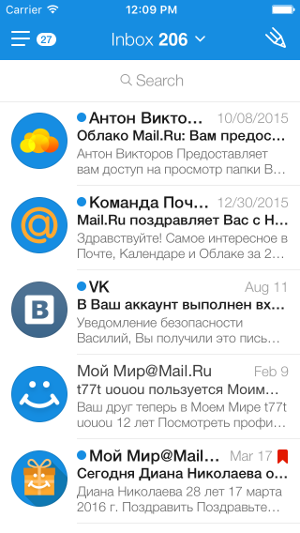 Carrier 12:09 PM
27 Inbox 206
Search
Антон Викто... 10/08/2015
Облако Mail.Ru: Вам предос...
Антон Викторов Предоставляет
вам доступ на просмотр папки В...
Команда Поч... 12/30/2015
Mail.Ru поздравляет Вас с Н...
Здравствуйте! Самое интересное в
Почте, Календаре и Облаке за 2...
VK Aug 11
В Ваш аккаунт выполнен вх...
Уведомление безопасности
Василий, Вы получили это пись...
Мой Мир@Mail.Ru Feb 9
t77t uouou пользуется Моим...
Ваш друг теперь в Моем Мире t77t
uouou 12 лет Посмотреть профи...
Мой Мир@Mail... Mar 17
Сегодня Диана Николаева о...
Диана Николаева 28 лет 17 марта
2016 г. Поздравить Поздравьте...